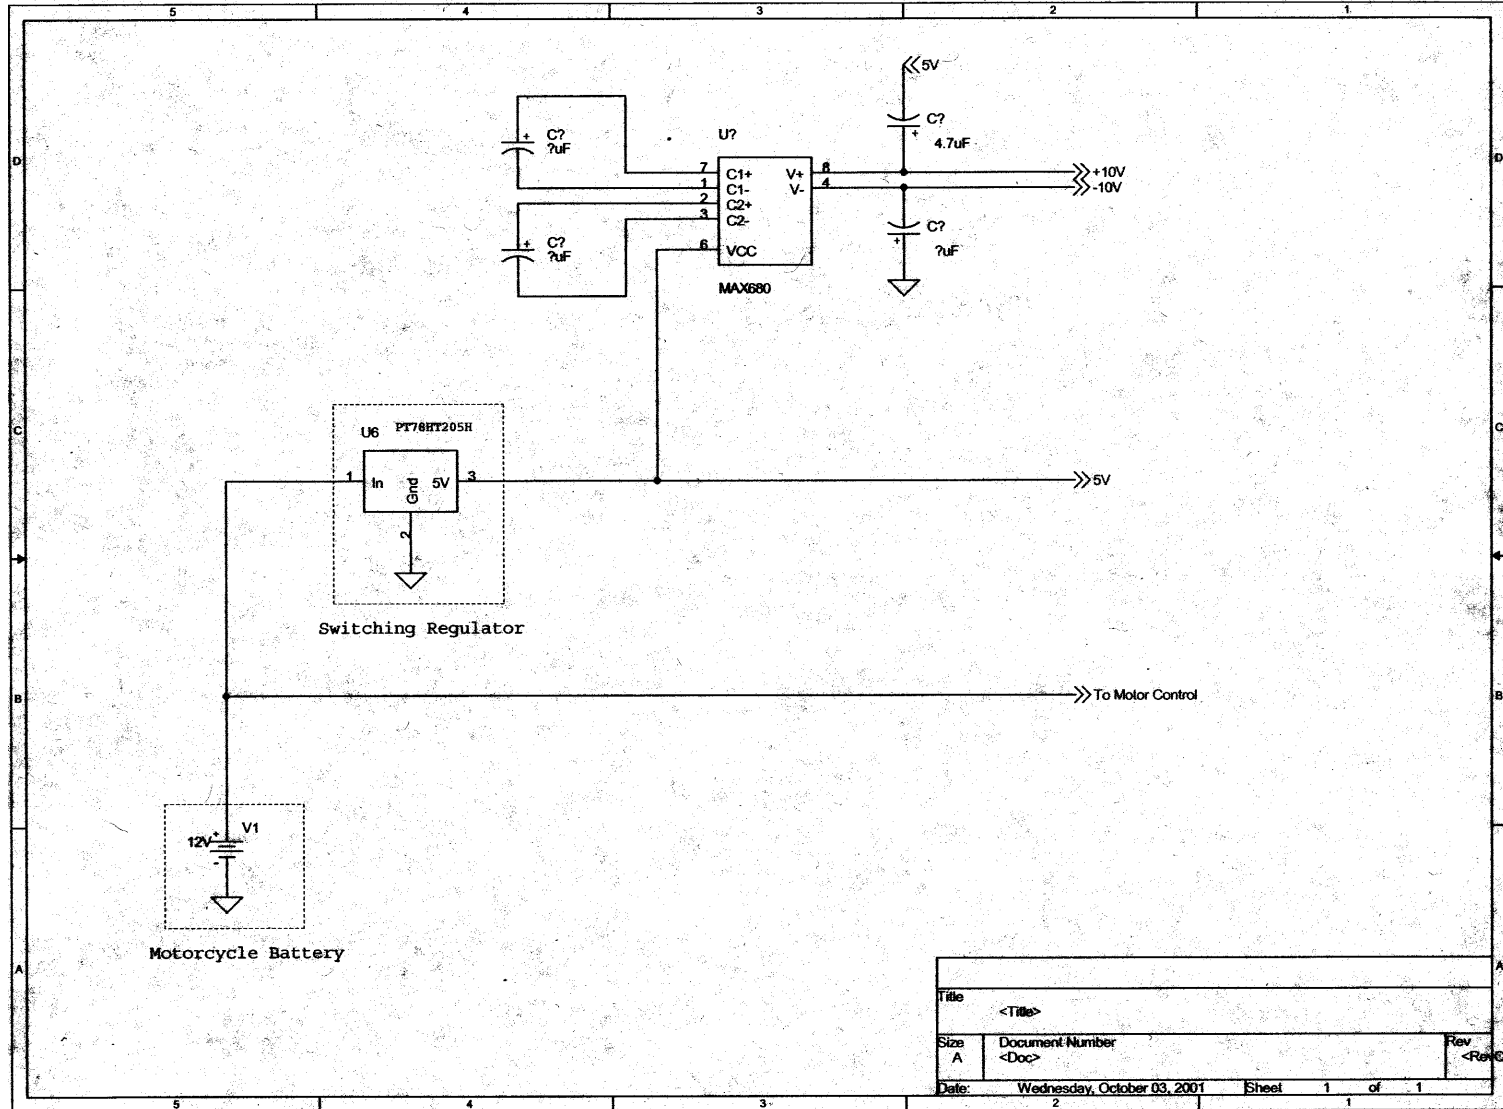 5 4 3 2 1
5V
C?
4.7uF
C?
?uF
U?
D D
7 C1+ V+ 8 +10V
1 C1- V- 4 -10V
2 C2+
3 C2-
C?
?uF
C?
?uF
6 VCC
MAX680
C C
U6 PT78HT205H
1 In Gnd 5V 3 5V
2
Switching Regulator
B B
To Motor Control
12V + V1
-
Motorcycle Battery
A A
Title
<Title>
Size Document Number Rev
A <Doc>
Date: Wednesday, October 03, 2001 Sheet 1 of 1
5 4 3 2 1